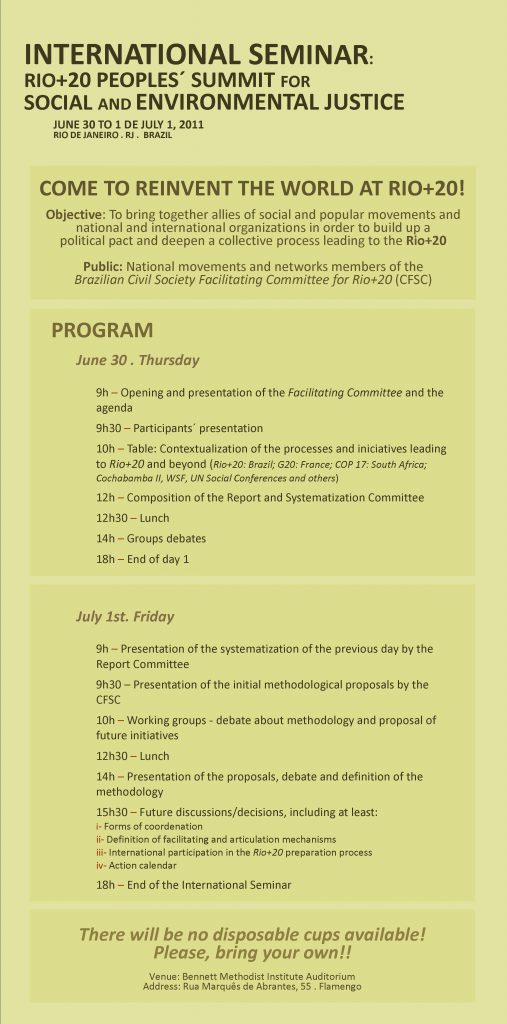 INTERNATIONAL SEMINAR:
RIO+20 PEOPLES´ SUMMIT FOR
SOCIAL AND ENVIRONMENTAL JUSTICE
JUNE 30 TO 1 DE JULY 1, 2011
RIO DE JANEIRO . RJ . BRAZIL
COME TO REINVENT THE WORLD AT RIO+20!
Objective: To bring together allies of social and popular movements and
national and international organizations in order to build up a
political pact and deepen a collective process leading to the Rio+20
Public: National movements and networks members of the
Brazilian Civil Society Facilitating Committee for Rio+20 (CFSC)
PROGRAM
June 30 . Thursday
9h – Opening and presentation of the Facilitating Committee and the
agenda
9h30 – Participants´ presentation
10h – Table: Contextualization of the processes and iniciatives leading
to Rio+20 and beyond (Rio+20: Brazil; G20: France; COP 17: South Africa;
Cochabamba II, WSF, UN Social Conferences and others)
12h – Composition of the Report and Systematization Committee
12h30 – Lunch
14h – Groups debates
18h – End of day 1
July 1st. Friday
9h – Presentation of the systematization of the previous day by the
Report Committee
9h30 – Presentation of the initial methodological proposals by the
CFSC
10h – Working groups - debate about methodology and proposal of
future initiatives
12h30 – Lunch
14h – Presentation of the proposals, debate and definition of the
methodology
15h30 – Future discussions/decisions, including at least:
i- Forms of coordenation
ii- Definition of facilitating and articulation mechanisms
iii- International participation in the Rio+20 preparation process
iv- Action calendar
18h – End of the International Seminar
There will be no disposable cups available!
Please, bring your own!!
Venue: Bennett Methodist Institute Auditorium
Address: Rua Marquês de Abrantes, 55 . Flamengo